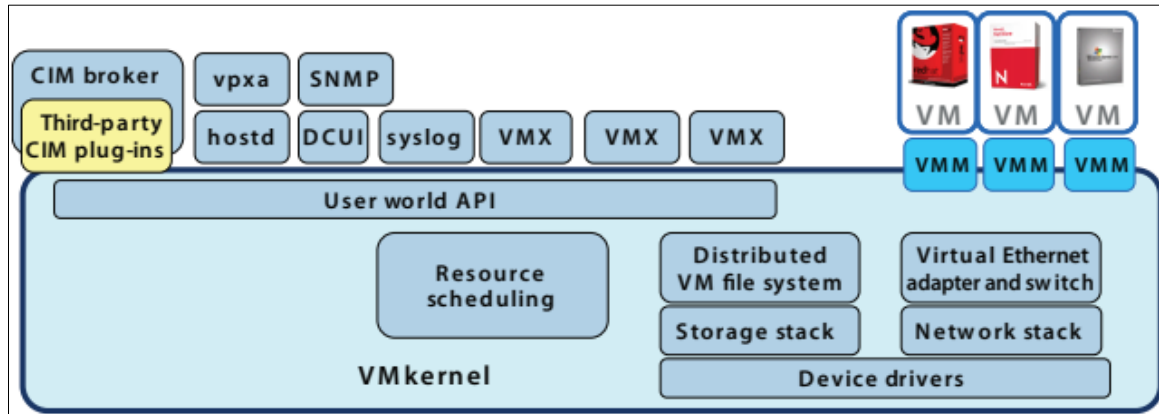 CIM broker
Third-party
CIM plug-ins
vpxa
SNMP
hostd
DCUI
syslog
VMX
VMX
VMX
redhat
N
VM
VM
VM
VMM
VMM
VMM
User world API
Resource
scheduling
Distributed
VM file system
Virtual Ethernet
adapter and switch
Storage stack
Network stack
VMkernel
Device drivers